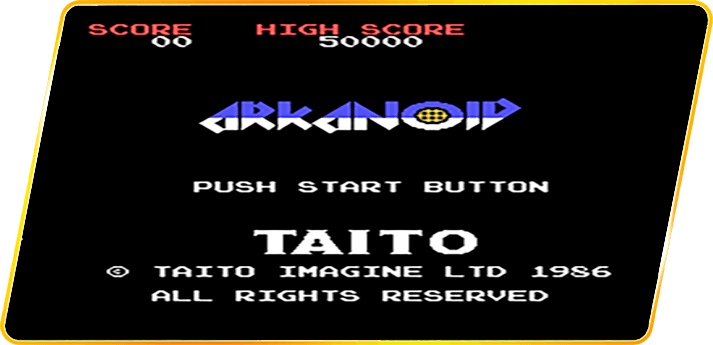 SCORE HIGH SCORE
00 50000
ARKANOID
PUSH START BUTTON
TAITO
© TAITO IMAGINE LTD 1986
ALL RIGHTS RESERVED